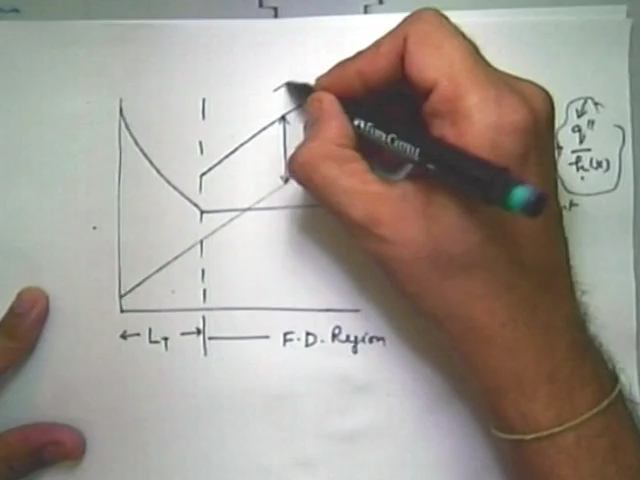 q"
h(x)
← L_T → F.D. Region